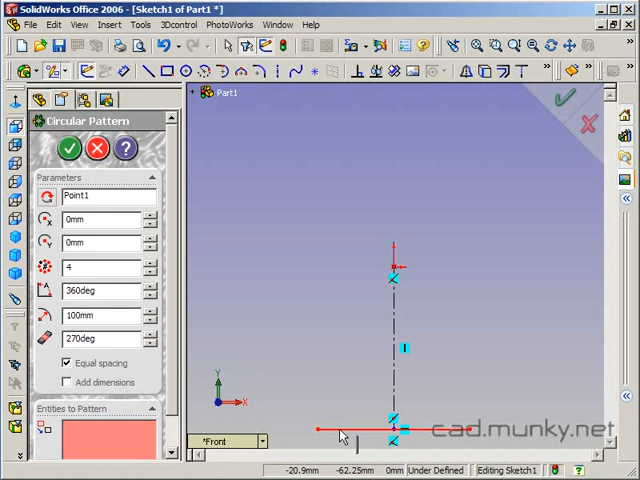 SolidWorks Office 2006 - [Sketch1 of Part1 *]
File Edit View Insert Tools 3Dcontrol PhotoWorks Window Help
Part1
Circular Pattern
Parameters
Point1
0mm
0mm
4
360deg
100mm
270deg
Equal spacing
Add dimensions
Entities to Pattern
Y
X
*Front
cad.munky.net
-20.9mm -62.25mm Under Defined Editing Sketch1